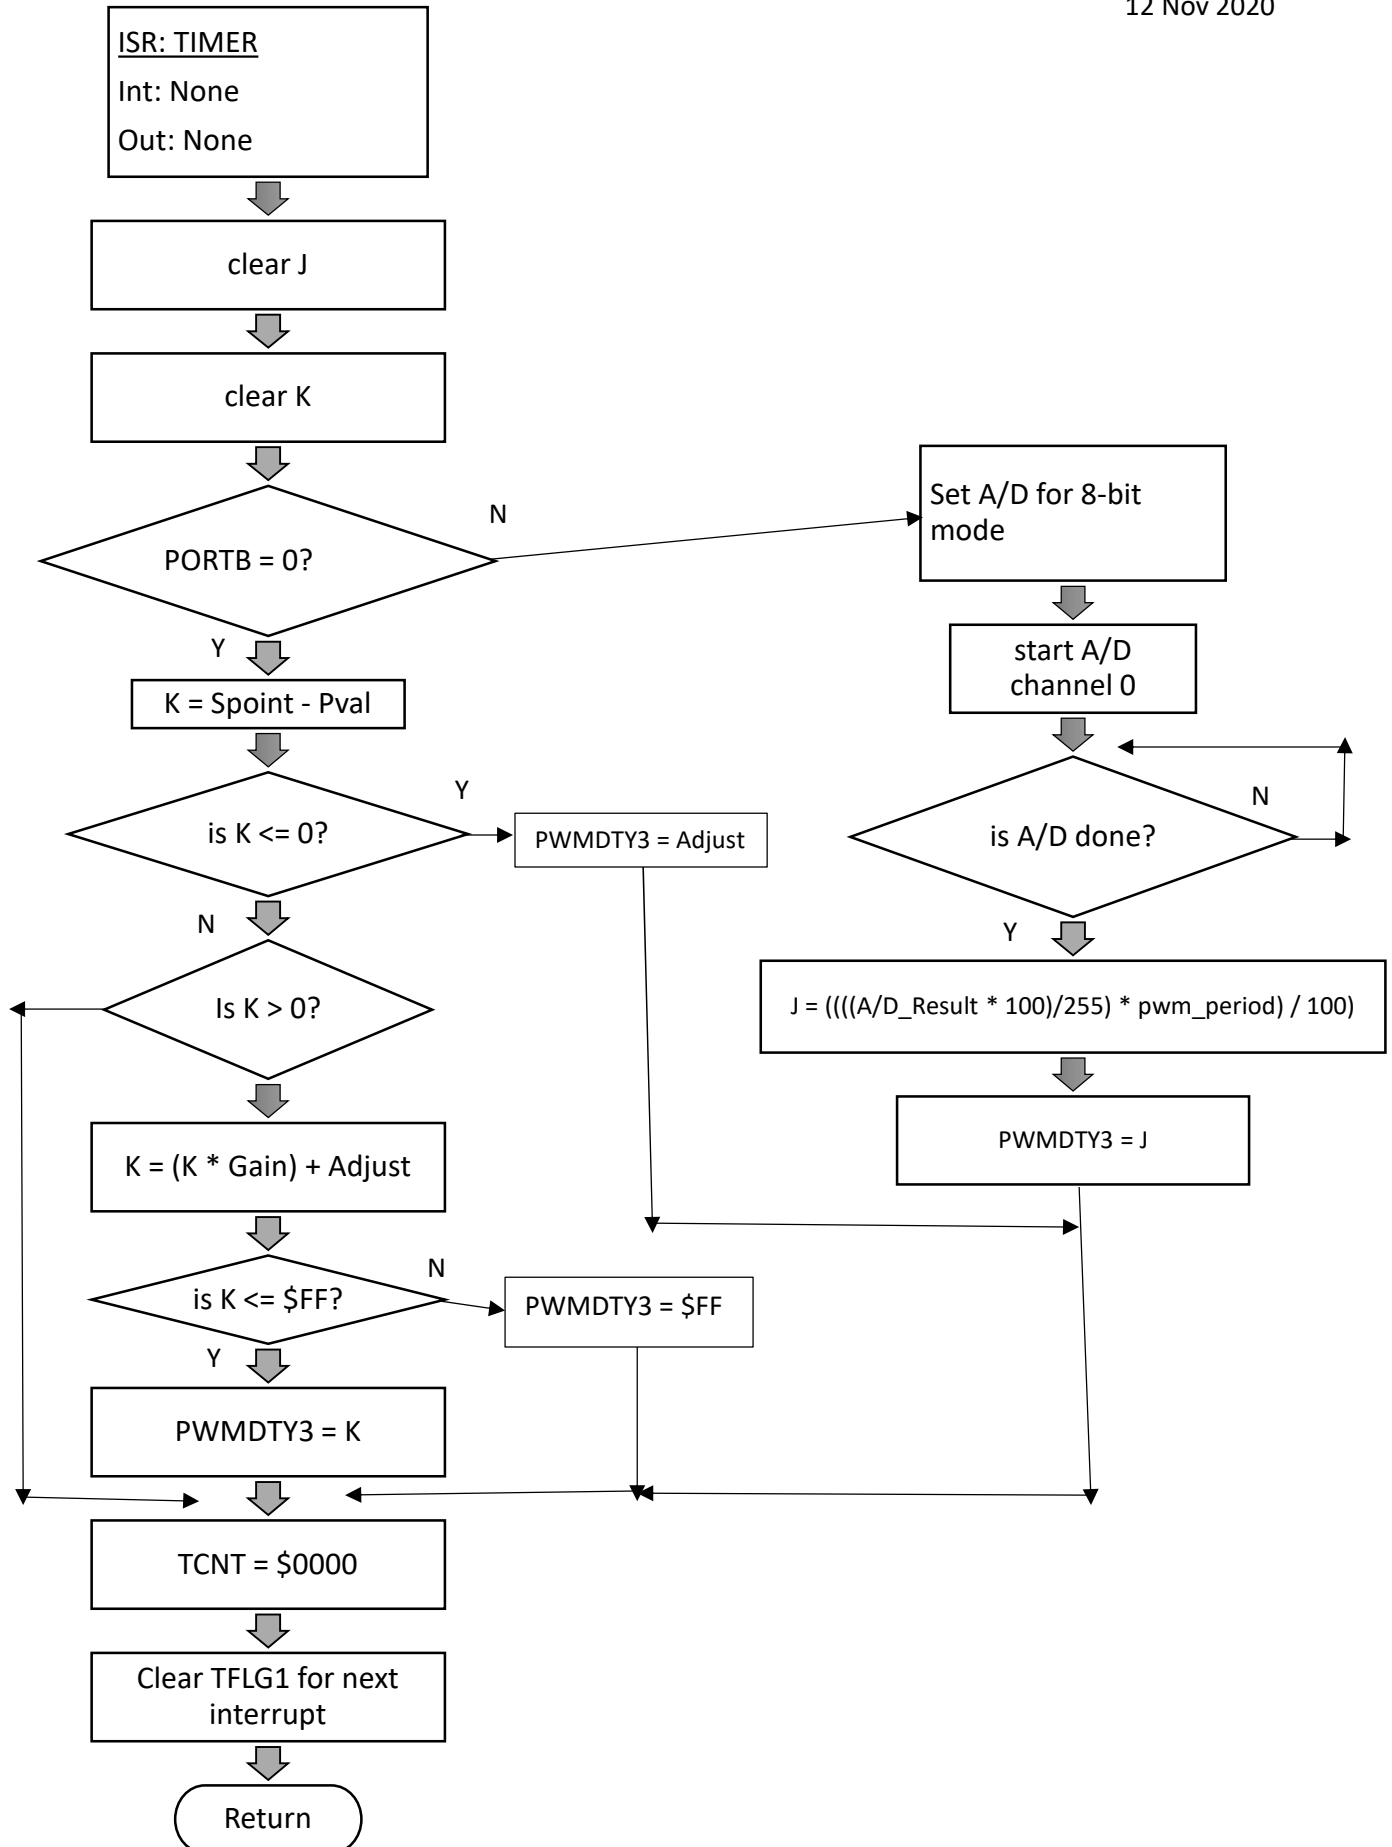 12 Nov 2020
ISR: TIMER
Int: None
Out: None
clear J
clear K
PORTB = 0?
N
Y
K = Spoint - Pval
is K <= 0?
Y
PWMDTY3 = Adjust
N
Is K > 0?
K = (K * Gain) + Adjust
is K <= $FF?
N
PWMDTY3 = $FF
Y
PWMDTY3 = K
TCNT = $0000
Clear TFLG1 for next
interrupt
Return
Set A/D for 8-bit
mode
start A/D
channel 0
is A/D done?
N
Y
J = ((((A/D_Result * 100)/255) * pwm_period) / 100)
PWMDTY3 = J